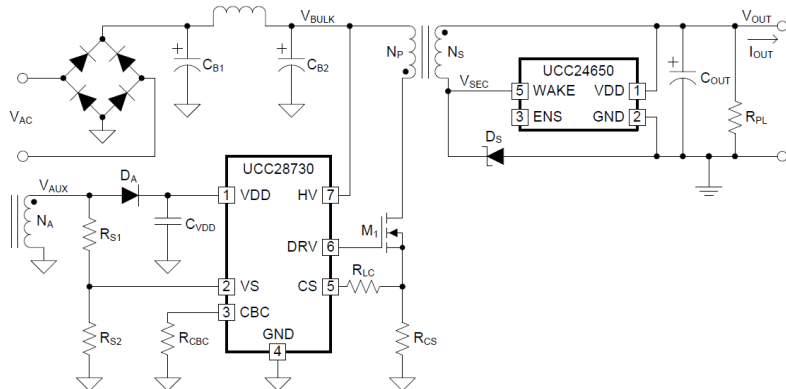 V_BULK
V_OUT
I_OUT
N_P
N_S
+
C_B1
+
C_B2
V_SEC
UCC24650
5 WAKE VDD 1
3 ENS GND 2
+
C_OUT
R_PL
V_AC
D_S
V_AUX
D_A
N_A
R_S1
C_VDD
UCC28730
1 VDD HV 7
DRV 6
M_1
2 VS CS 5
R_LC
3 CBC
R_S2
R_CBC
GND
4
R_CS